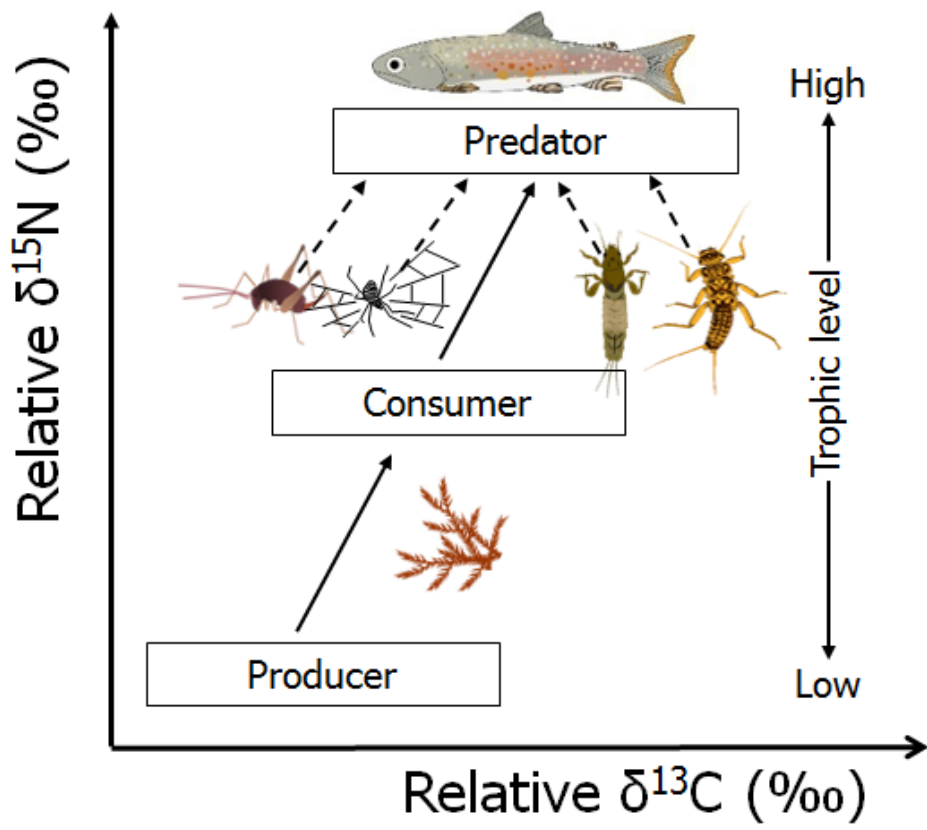 Relative δ¹⁵N (‰)
High
Predator
Trophic level
Consumer
Producer
Low
Relative δ¹³C (‰)